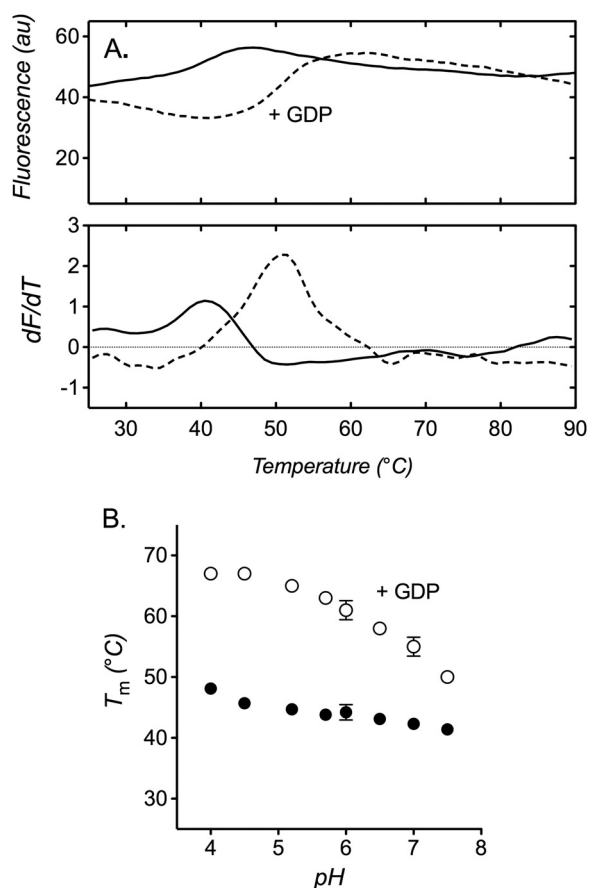 A.
Fluorescence (au)
60
40
20
+ GDP
dF/dT
3
2
1
0
-1
30 40 50 60 70 80 90
Temperature (°C)
B.
Tm (°C)
70
60
50
40
30
+ GDP
4 5 6 7 8
pH